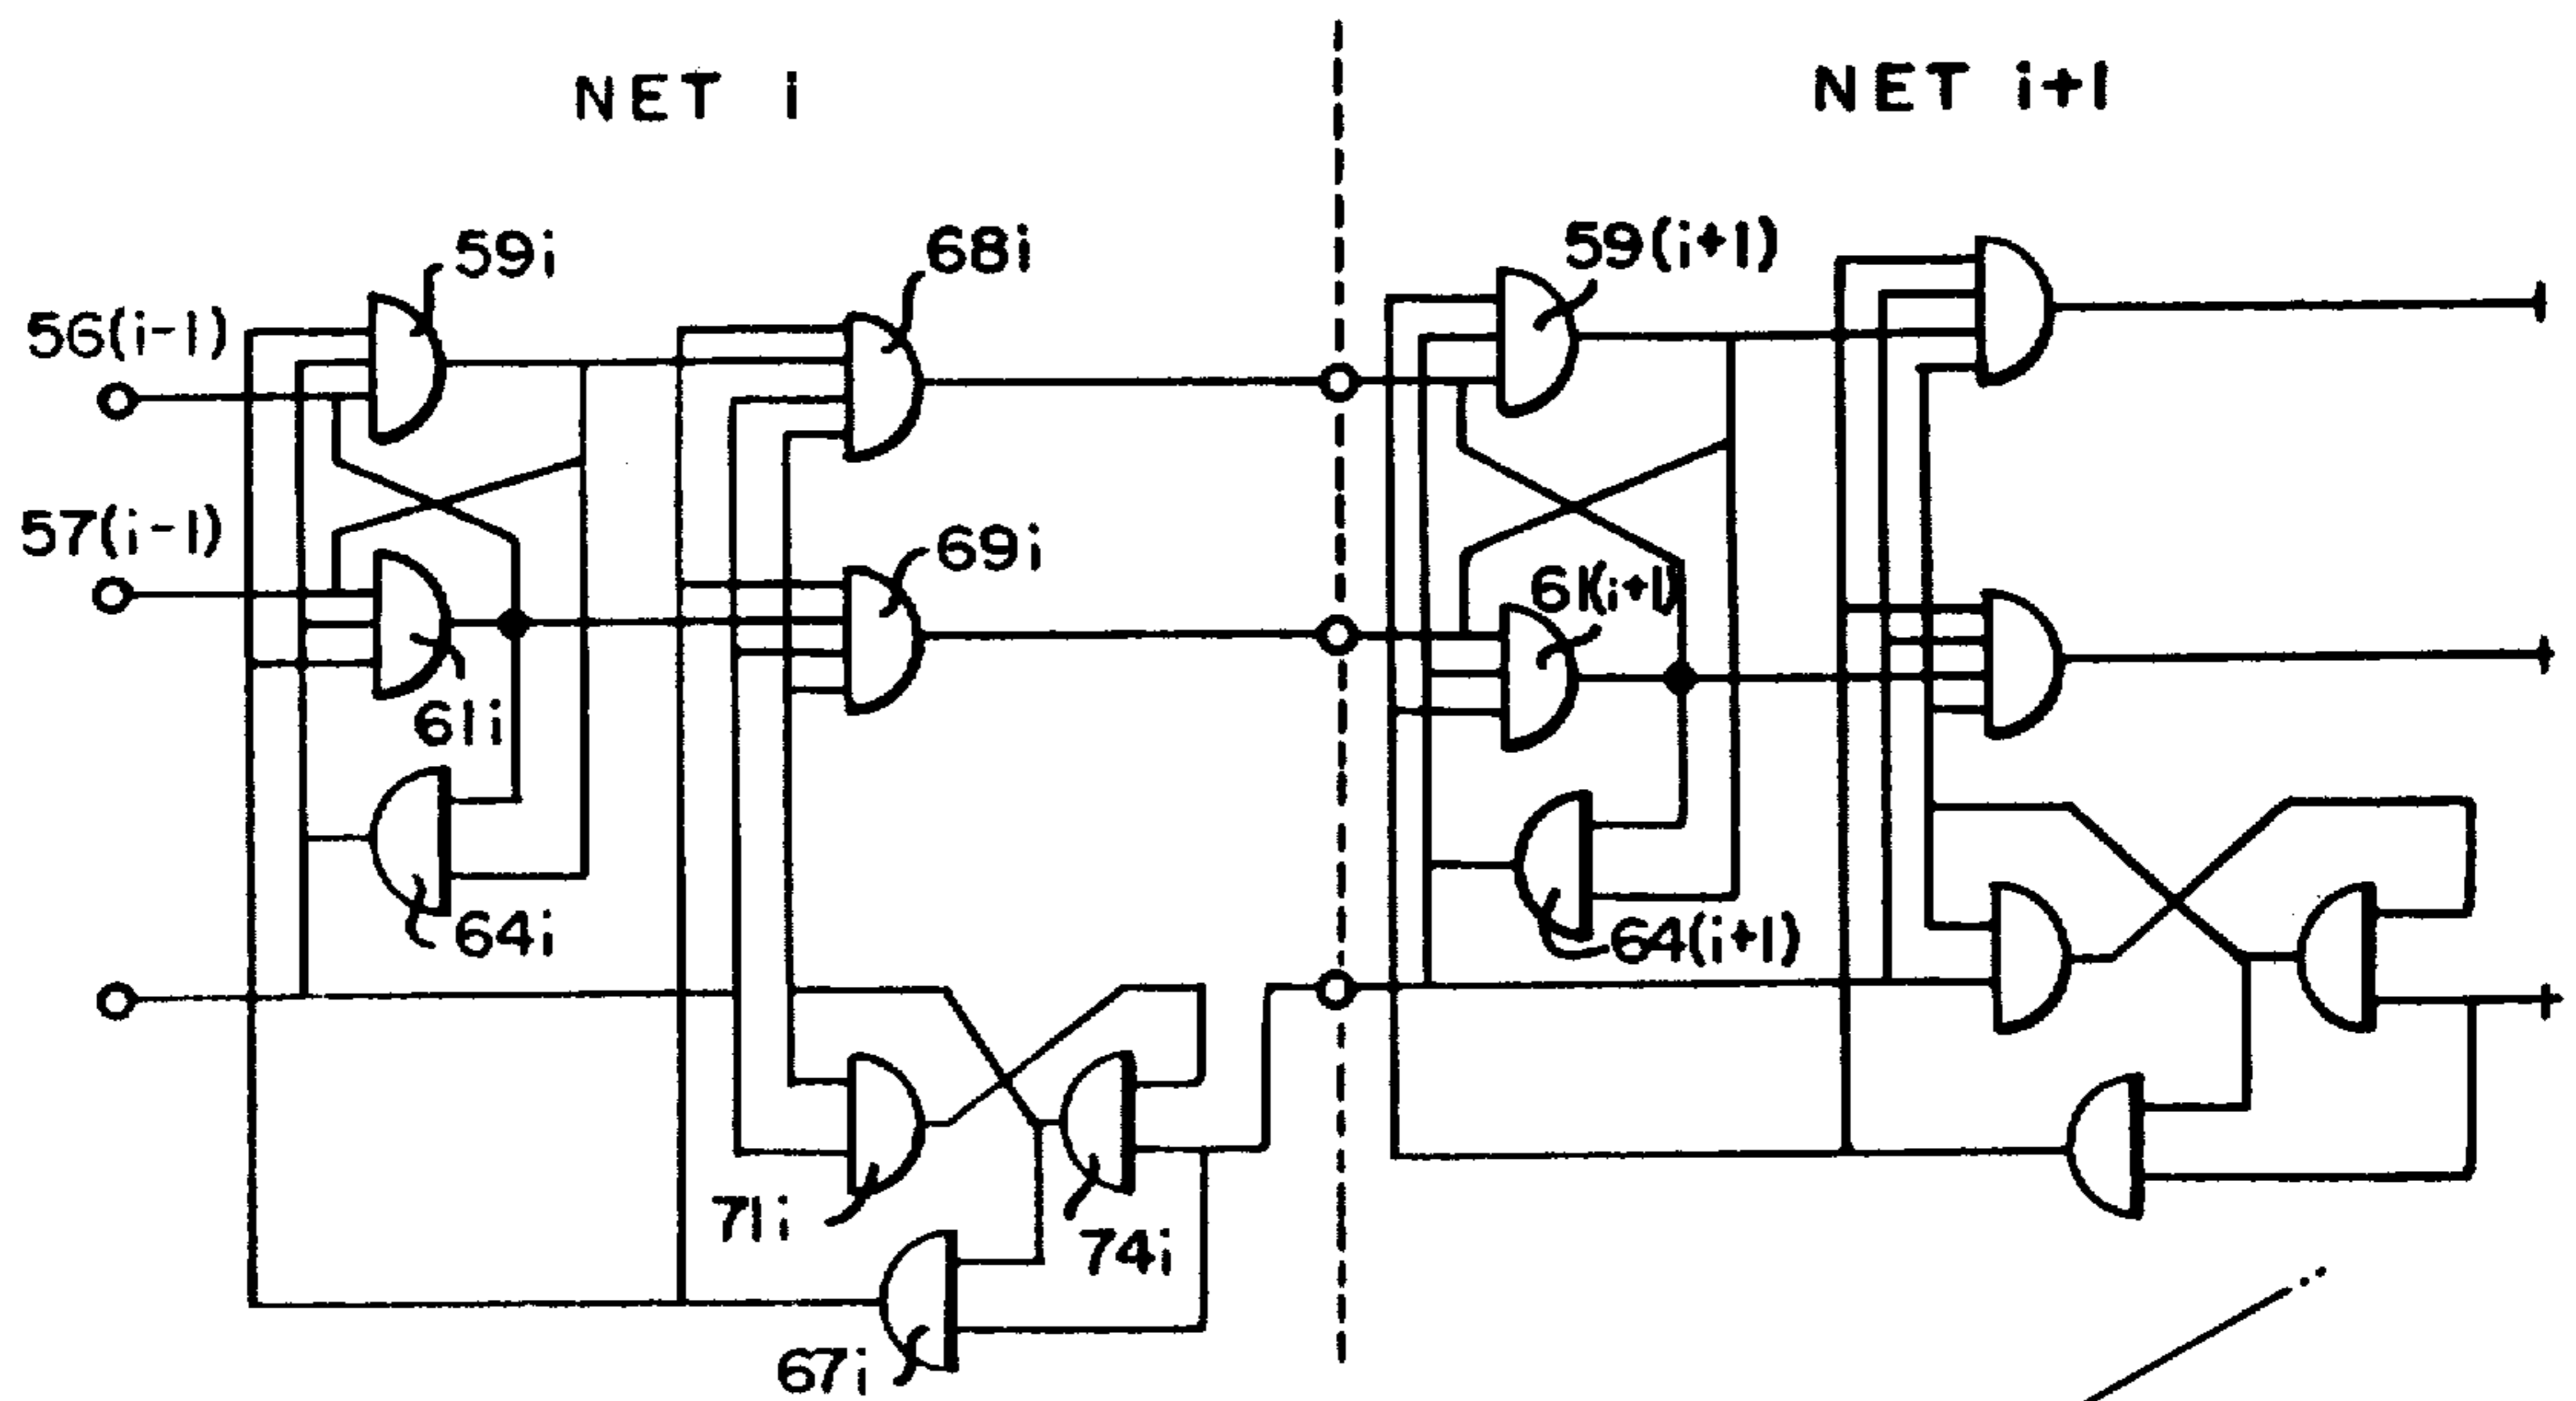 NET i
NET i+1
59i
68i
59(i+1)
56(i-1)
57(i-1)
69i
61(i+1)
61i
64i
64(i+1)
71i
74i
67i